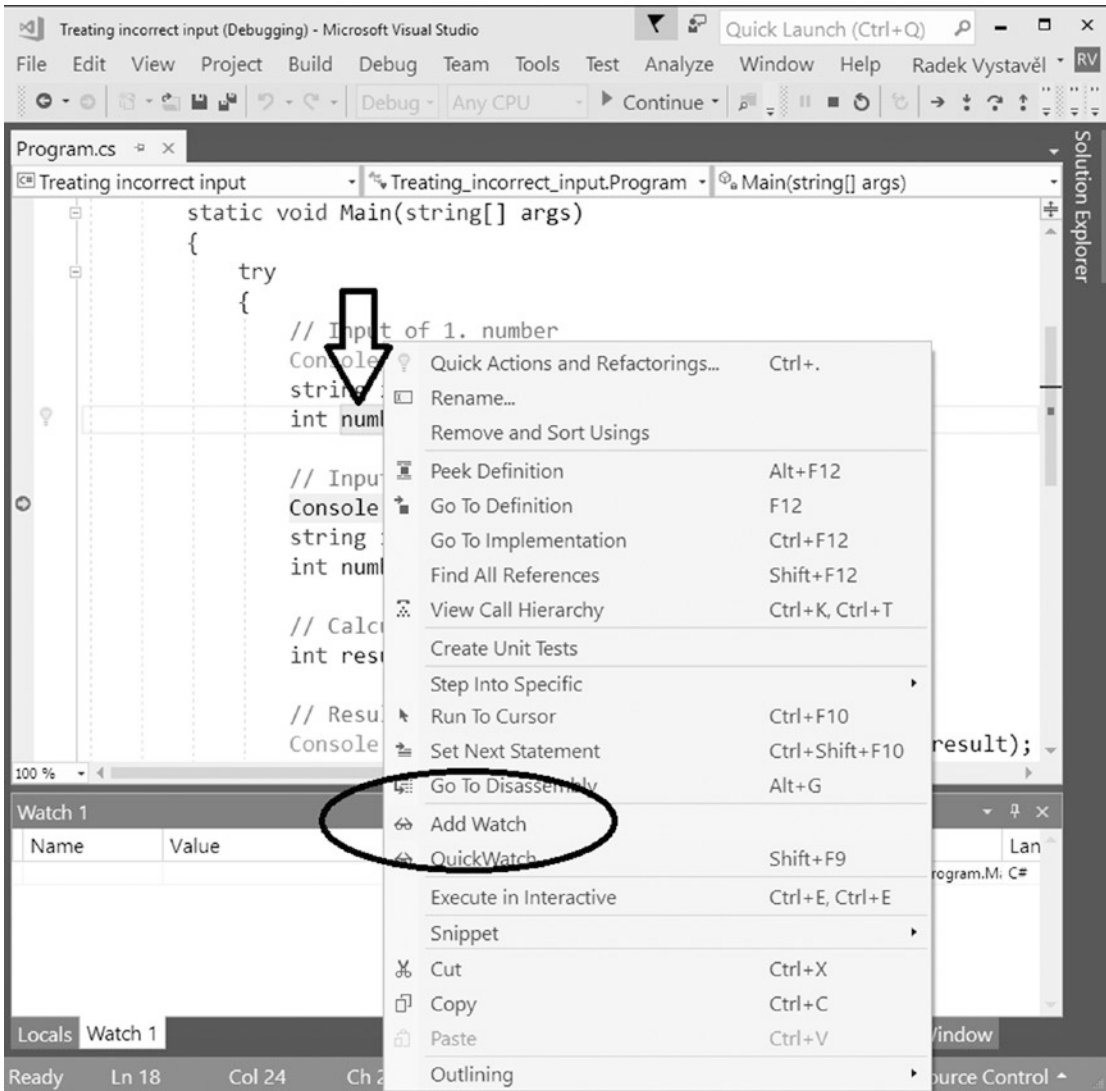 Treating incorrect input (Debugging) - Microsoft Visual Studio
Quick Launch (Ctrl+Q)
File Edit View Project Build Debug Team Tools Test Analyze Window Help Radek Vystavěl RV
Debug Any CPU Continue
Program.cs
Solution Explorer
C# Treating incorrect input Treating_incorrect_input.Program Main(string[] args)
static void Main(string[] args)
{
try
{
// Input of 1. number
Console
string
int
// Inpu
Console
string
int
// Calcu
int resu
// Resu
Console result);
Quick Actions and Refactorings... Ctrl+.
Rename...
Remove and Sort Usings
Peek Definition Alt+F12
Go To Definition F12
Go To Implementation Ctrl+F12
Find All References Shift+F12
View Call Hierarchy Ctrl+K, Ctrl+T
Create Unit Tests
Step Into Specific
Run To Cursor Ctrl+F10
Set Next Statement Ctrl+Shift+F10
Go To Disassembly Alt+G
Add Watch
QuickWatch... Shift+F9
Execute in Interactive Ctrl+E, Ctrl+E
Snippet
Cut Ctrl+X
Copy Ctrl+C
Paste Ctrl+V
Outlining
100 %
Watch 1
Name Value Lan
rogram.M C#
Locals Watch 1 Window
Ready Ln 18 Col 24 Ch 2 ource Control